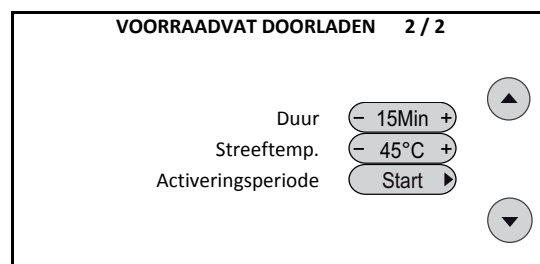 VOORRAADVAT DOORLADEN 2 / 2
Duur - 15Min +
Streeftemp. - 45°C +
Activeringsperiode Start